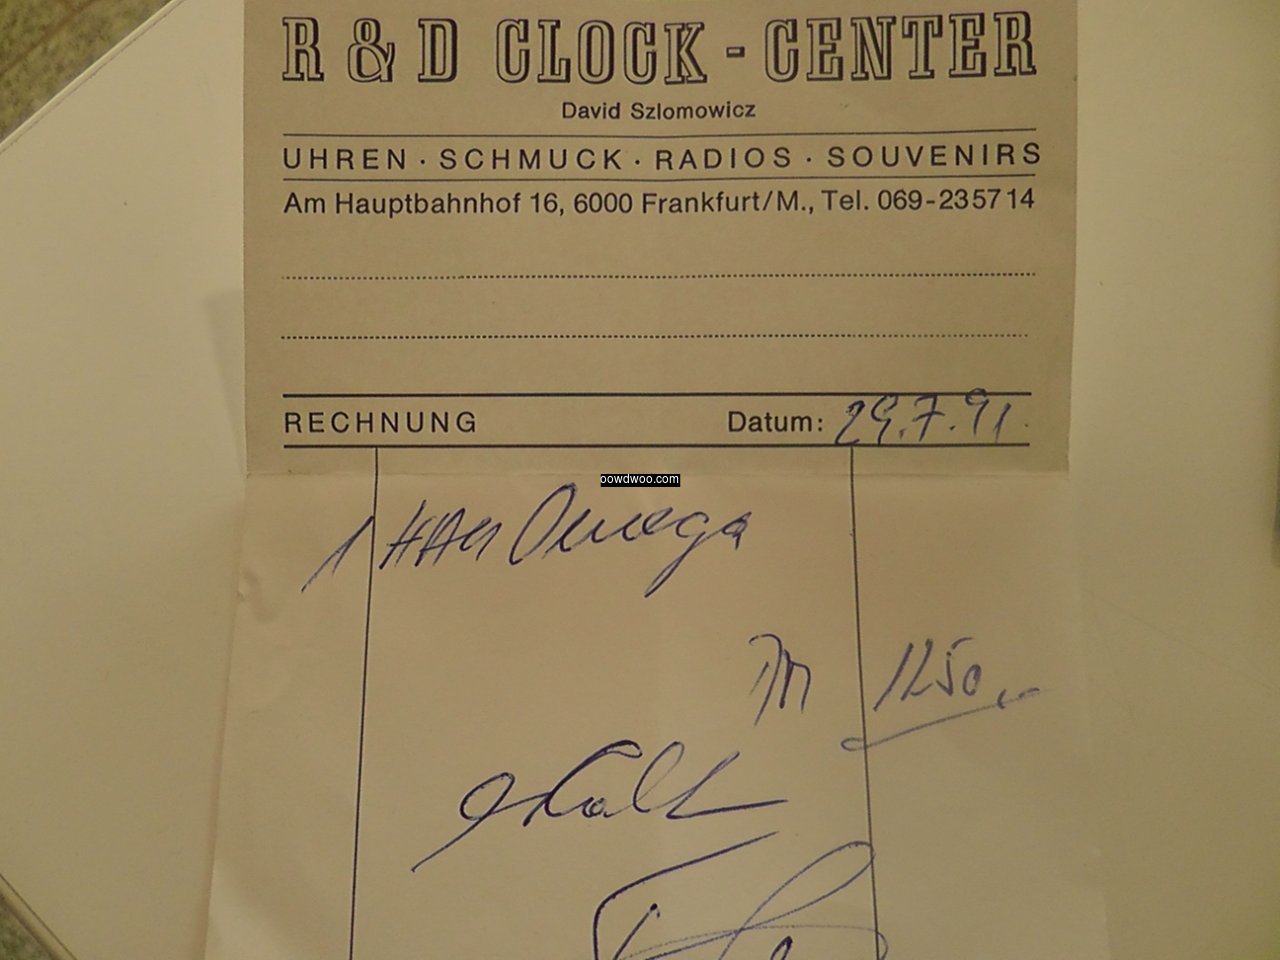 R & D CLOCK - CENTER
David Szlomowicz
UHREN · SCHMUCK · RADIOS · SOUVENIRS
Am Hauptbahnhof 16, 6000 Frankfurt/M., Tel. 069-235714
RECHNUNG Datum: 29.7.91.
oowdwoo.com
1 HAU Omega
DM 1250,-